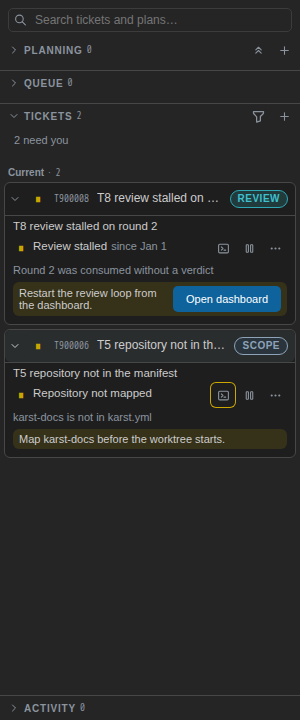 Search tickets and plans…
PLANNING 0
QUEUE 0
TICKETS 2
2 need you
Current · 2
T900008 T8 review stalled on … REVIEW
T8 review stalled on round 2
Review stalled since Jan 1
Round 2 was consumed without a verdict
Restart the review loop from
the dashboard.
Open dashboard
T900006 T5 repository not in th… SCOPE
T5 repository not in the manifest
Repository not mapped
karst-docs is not in karst.yml
Map karst-docs before the worktree starts.
ACTIVITY 0